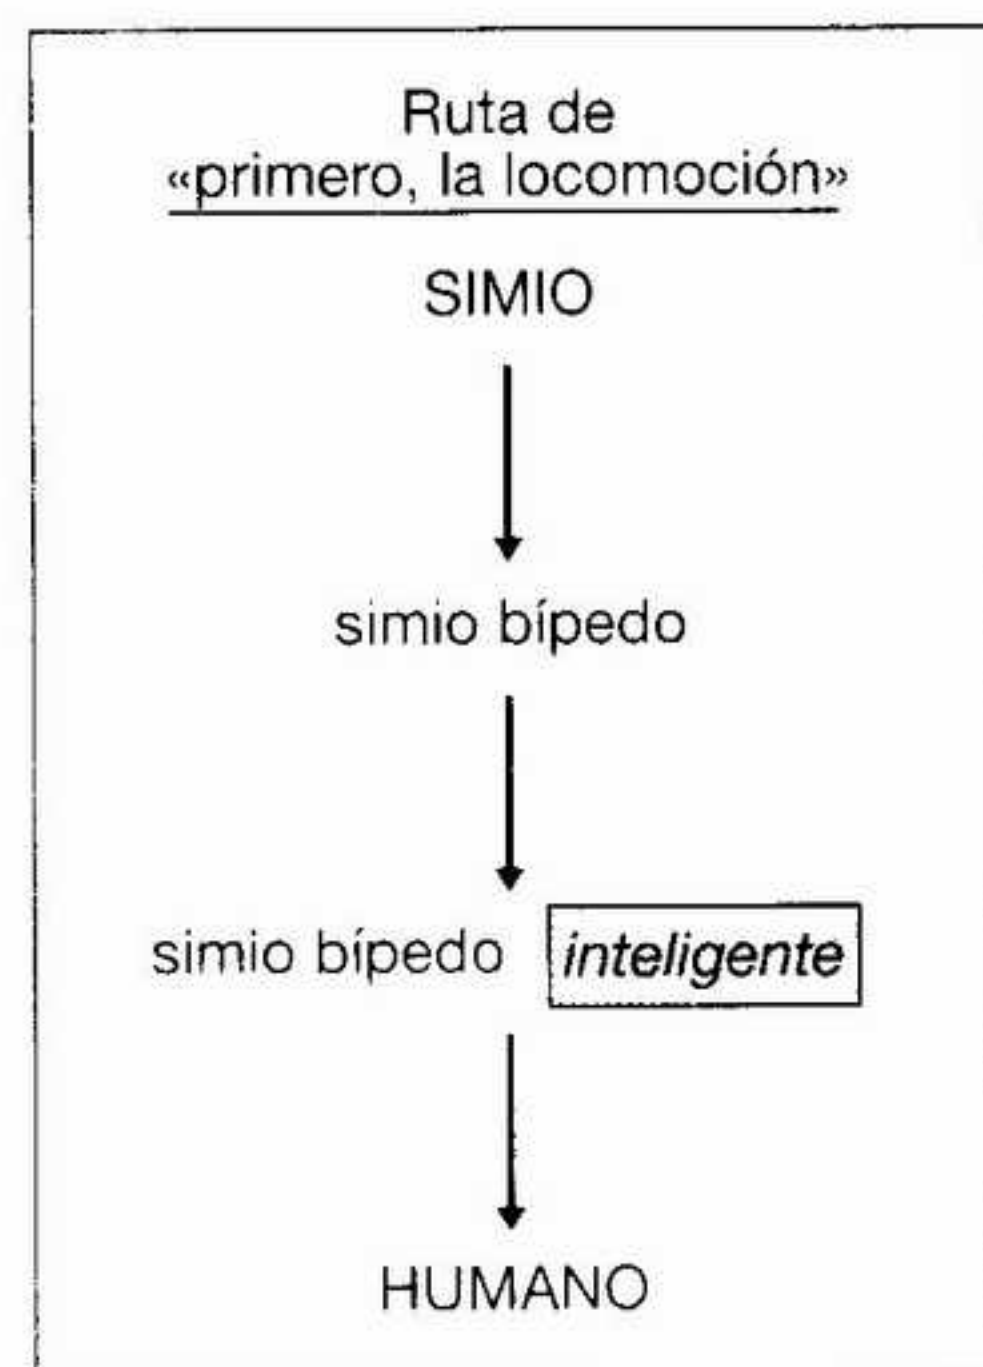 Ruta de
«primero, la locomoción»
SIMIO
simio bípedo
simio bípedo inteligente
HUMANO